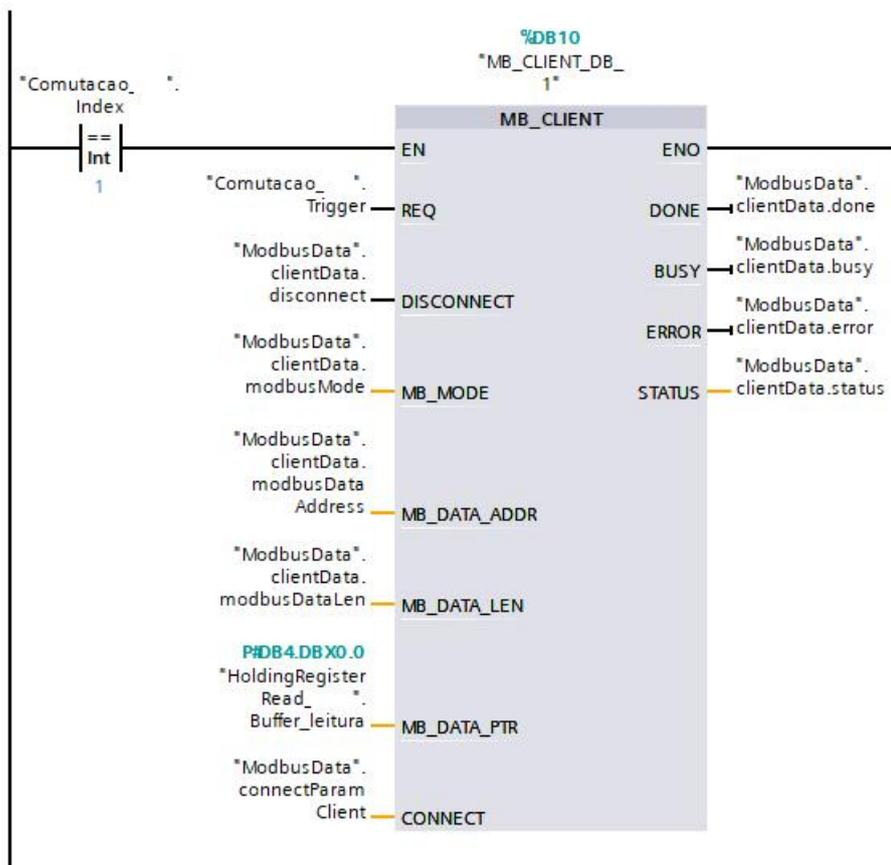 %DB10
"MB_CLIENT_DB_
1"
"Comutacao_ ".
Index
==
Int
1
MB_CLIENT
EN
ENO
"Comutacao_ ".
Trigger
REQ
"ModbusData".
clientData.
disconnect
DISCONNECT
"ModbusData".
clientData.
modbusMode
MB_MODE
"ModbusData".
clientData.
modbusData
Address
MB_DATA_ADDR
"ModbusData".
clientData.
modbusDataLen
MB_DATA_LEN
P#DB4.DBX0.0
"HoldingRegister
Read_ ".
Buffer_leitura
MB_DATA_PTR
"ModbusData".
connectParam
Client
CONNECT
DONE
"ModbusData".
clientData.done
BUSY
"ModbusData".
clientData.busy
ERROR
"ModbusData".
clientData.error
STATUS
"ModbusData".
clientData.status